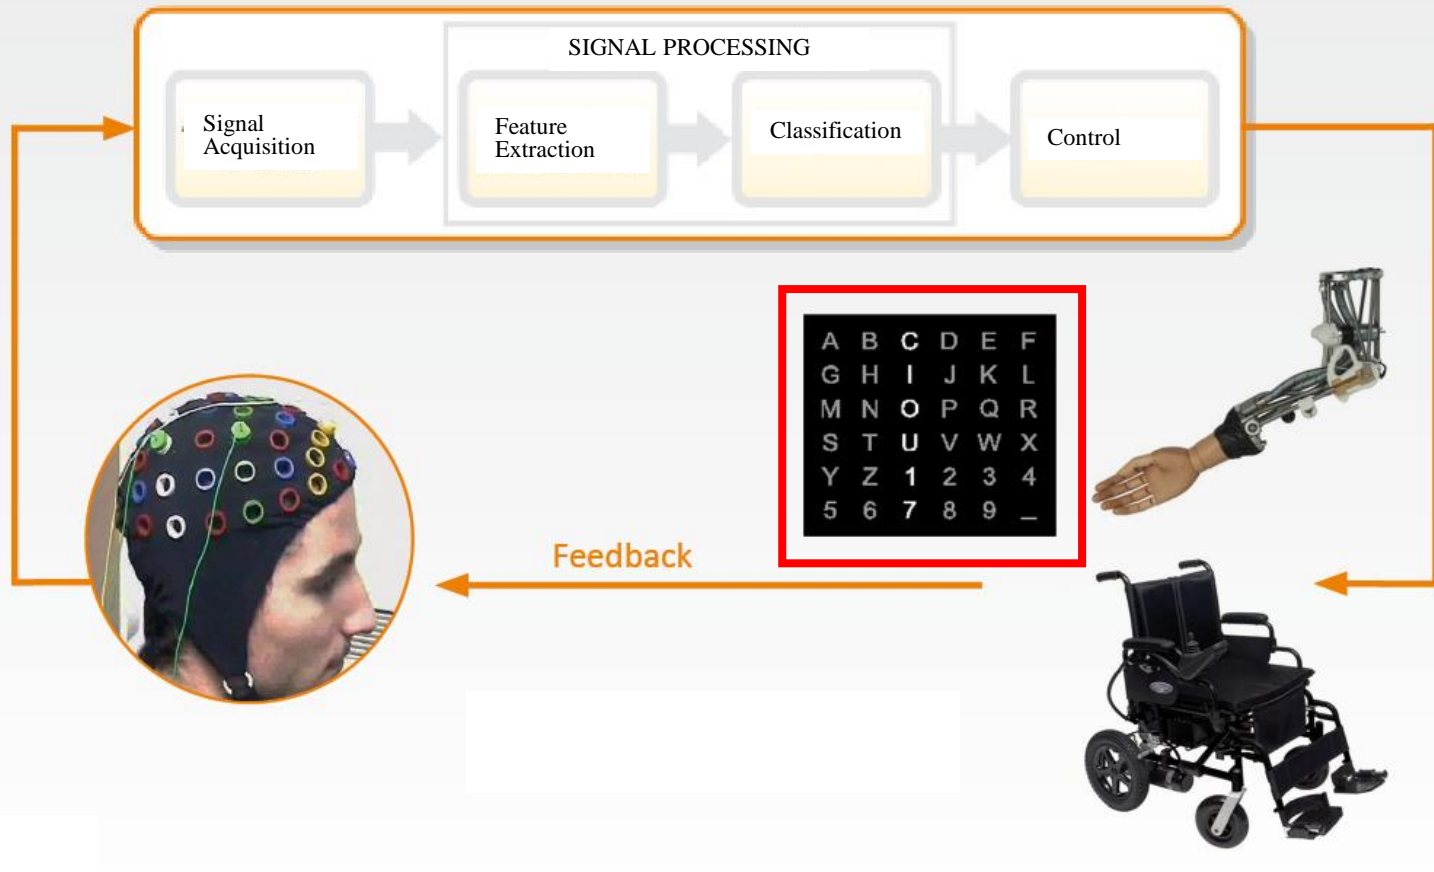 SIGNAL PROCESSING
Signal
Acquisition
Feature
Extraction
Classification
Control
A B C D E F
G H I J K L
M N O P Q R
S T U V W X
Y Z 1 2 3 4
5 6 7 8 9 _
Feedback